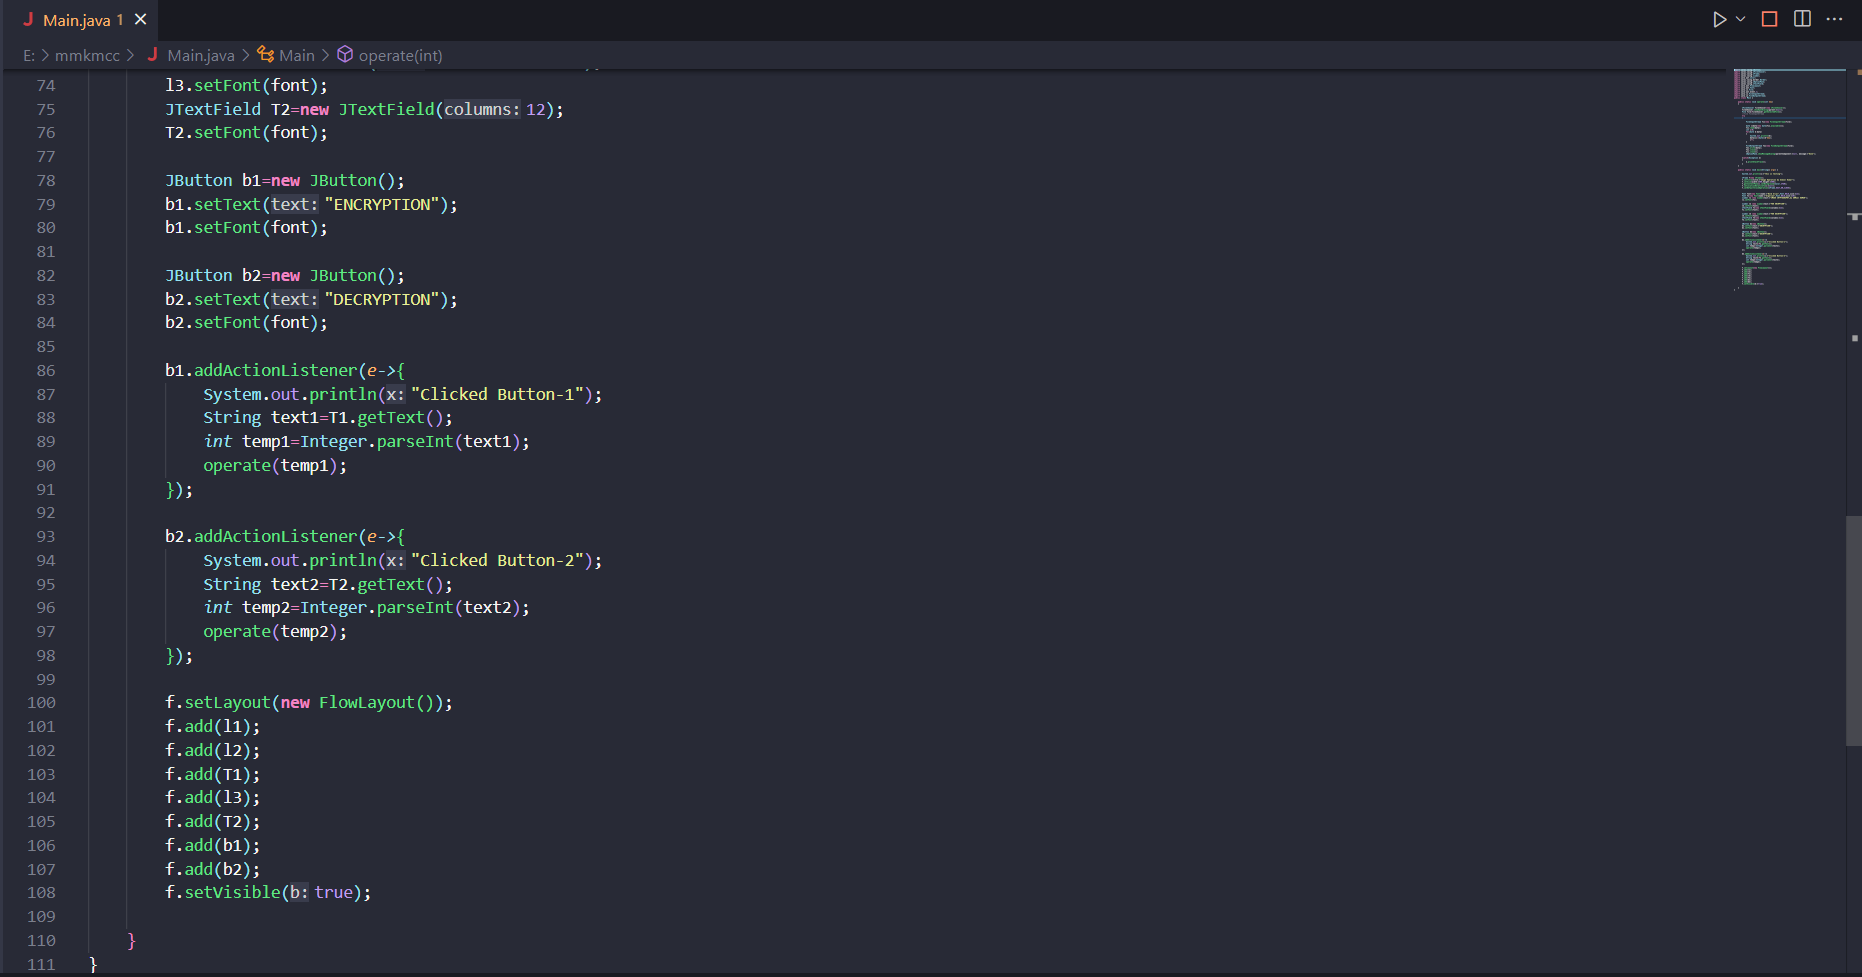 Main.java 1
E: > mmkmcc > Main.java > Main > operate(int)
74 l3.setFont(font);
75 JTextField T2=new JTextField(columns: 12);
76 T2.setFont(font);
77
78 JButton b1=new JButton();
79 b1.setText(text: "ENCRYPTION");
80 b1.setFont(font);
81
82 JButton b2=new JButton();
83 b2.setText(text: "DECRYPTION");
84 b2.setFont(font);
85
86 b1.addActionListener(e->{
87 System.out.println(x: "Clicked Button-1");
88 String text1=T1.getText();
89 int temp1=Integer.parseInt(text1);
90 operate(temp1);
91 });
92
93 b2.addActionListener(e->{
94 System.out.println(x: "Clicked Button-2");
95 String text2=T2.getText();
96 int temp2=Integer.parseInt(text2);
97 operate(temp2);
98 });
99
100 f.setLayout(new FlowLayout());
101 f.add(l1);
102 f.add(l2);
103 f.add(T1);
104 f.add(l3);
105 f.add(T2);
106 f.add(b1);
107 f.add(b2);
108 f.setVisible(b: true);
109
110 }
111 }